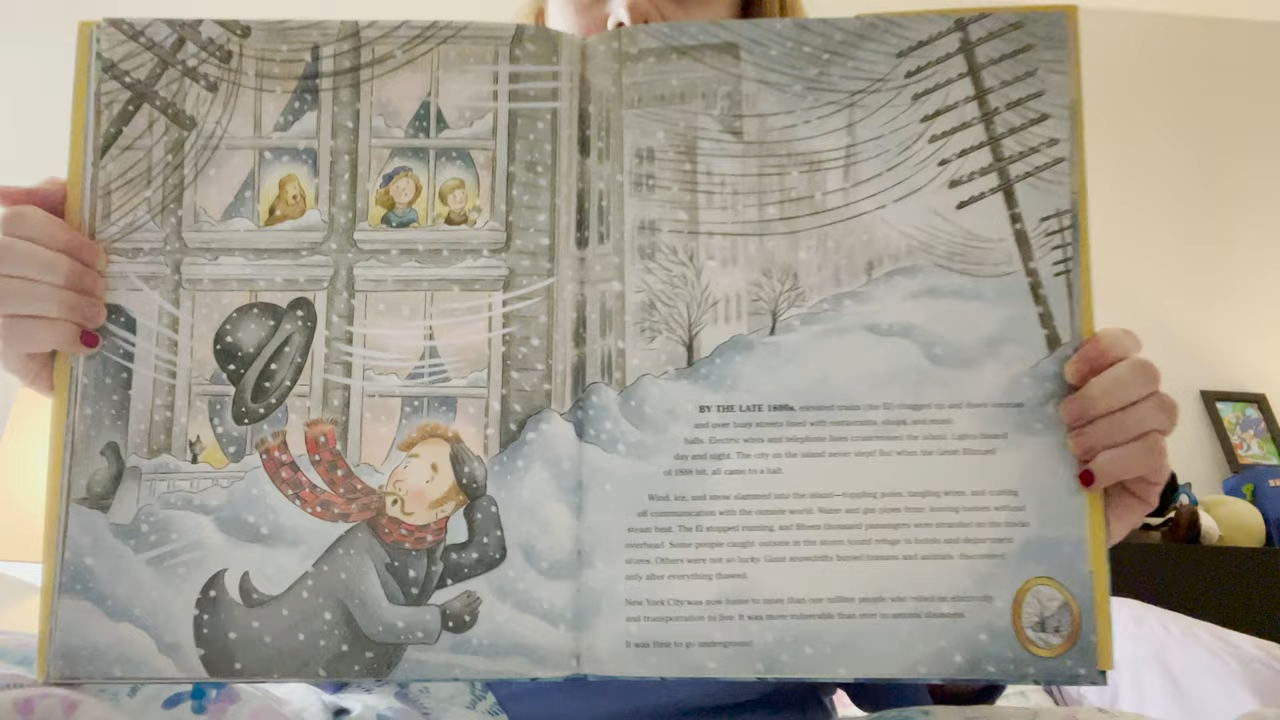 BY THE LATE 1800s, elevated trains (the El) chugged up and down avenues
and over busy streets lined with restaurants, shops, and music
halls. Electric wires and telephone lines crisscrossed the island. Lights blazed
day and night. The city on the island never slept! But when the Great Blizzard
of 1888 hit, all came to a halt.
Wind, ice, and snow slammed into the island—toppling poles, tangling wires, and cutting
off communication with the outside world. Water and gas pipes froze, leaving homes without
steam heat. The El stopped running, and fifteen thousand passengers were stranded on the tracks
overhead. Some people caught outside in the storm found refuge in hotels and department
stores. Others were not so lucky. Giant snowdrifts buried humans and animals, discovered
only after everything thawed.
New York City was now home to more than one million people who relied on electricity
and transportation to live. It was more vulnerable than ever to natural disasters.
It was time to go underground!